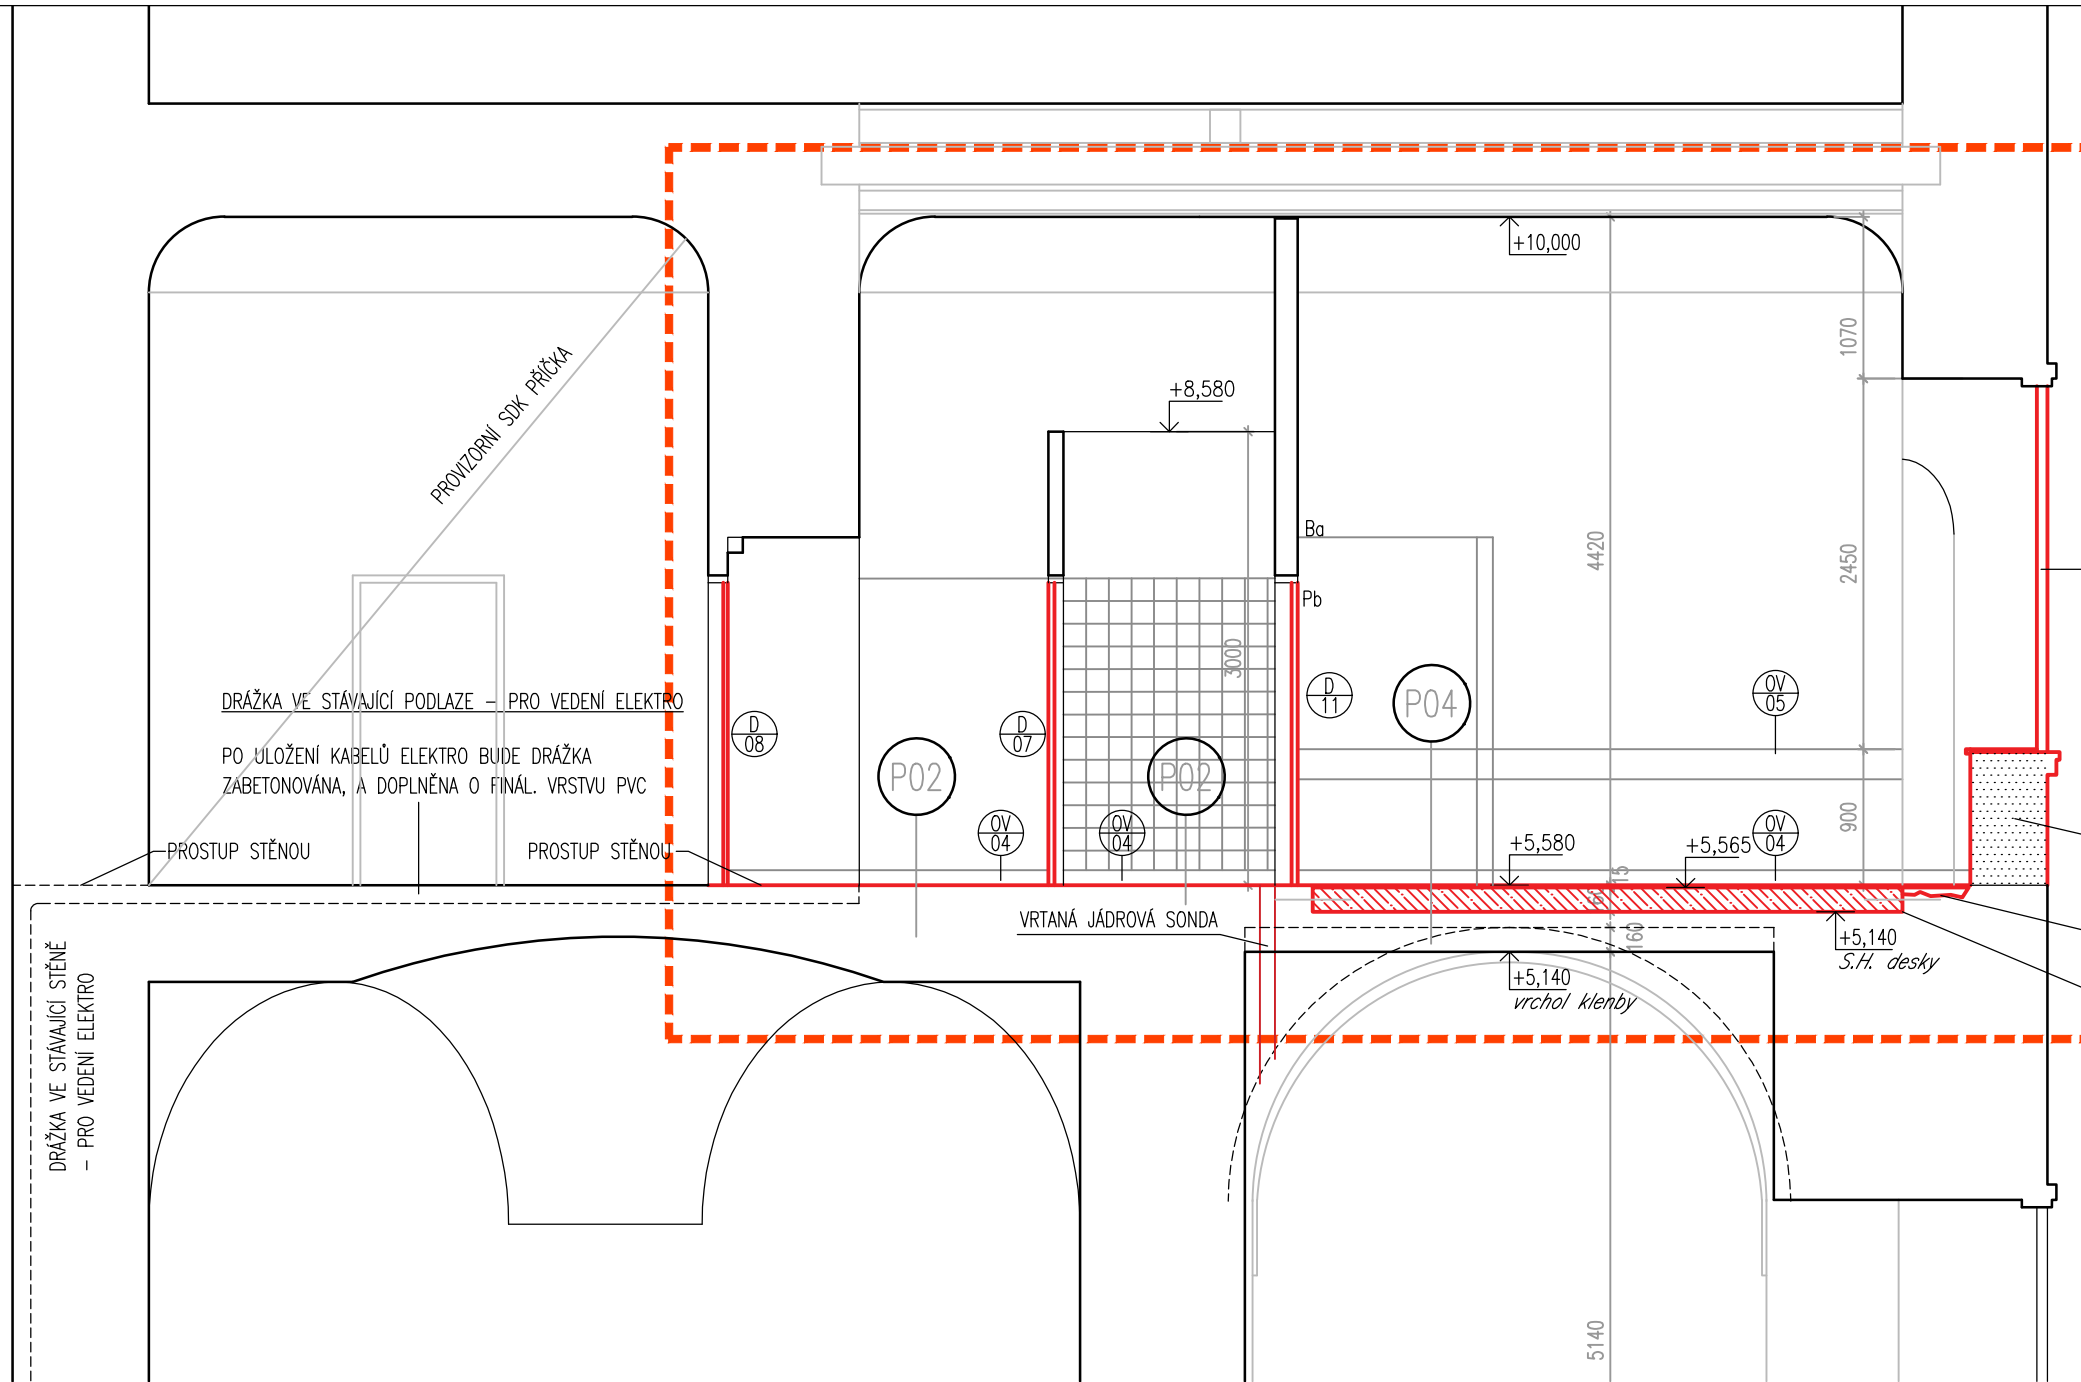 +10,000
1070
PROVIZORNÍ SDK PŘÍČKA
+8,580
Ba
4420
2450
Pb
3000
DRÁŽKA VE STÁVAJÍCÍ PODLAZE – PRO VEDENÍ ELEKTRO
D
08
D
07
D
11
P04
OV
05
PO ULOŽENÍ KABELŮ ELEKTRO BUDE DRÁŽKA
ZABETONOVÁNA, A DOPLNĚNA O FINÁL. VRSTVU PVC
P02
P02
OV
04
OV
04
OV
04
900
PROSTUP STĚNOU
PROSTUP STĚNOU
+5,580
+5,565
15
VRTANÁ JÁDROVÁ SONDA
160
+5,140
S.H. desky
+5,140
vrchol klenby
DRÁŽKA VE STÁVAJÍCÍ STĚNĚ
– PRO VEDENÍ ELEKTRO
5140